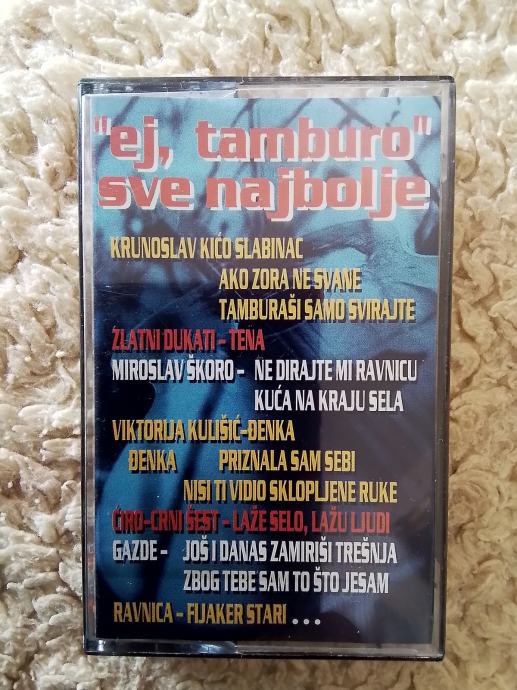 "ej, tamburo"
sve najbolje
KRUNOSLAV KIĆO SLABINAC
AKO ZORA NE SVANE
TAMBURAŠI SAMO SVIRAJTE
ZLATNI DUKATI - TENA
MIROSLAV ŠKORO - NE DIRAJTE MI RAVNICU
KUĆA NA KRAJU SELA
VIKTORIJA KULIŠIĆ-ĐENKA
ĐENKA PRIZNALA SAM SEBI
NISI TI VIDIO SKLOPLJENE RUKE
ĆIRO-CRNI ŠEST - LAŽE SELO, LAŽU LJUDI
GAZDE - JOŠ I DANAS ZAMIRIŠI TREŠNJA
ZBOG TEBE SAM TO ŠTO JESAM
RAVNICA - FIJAKER STARI ...